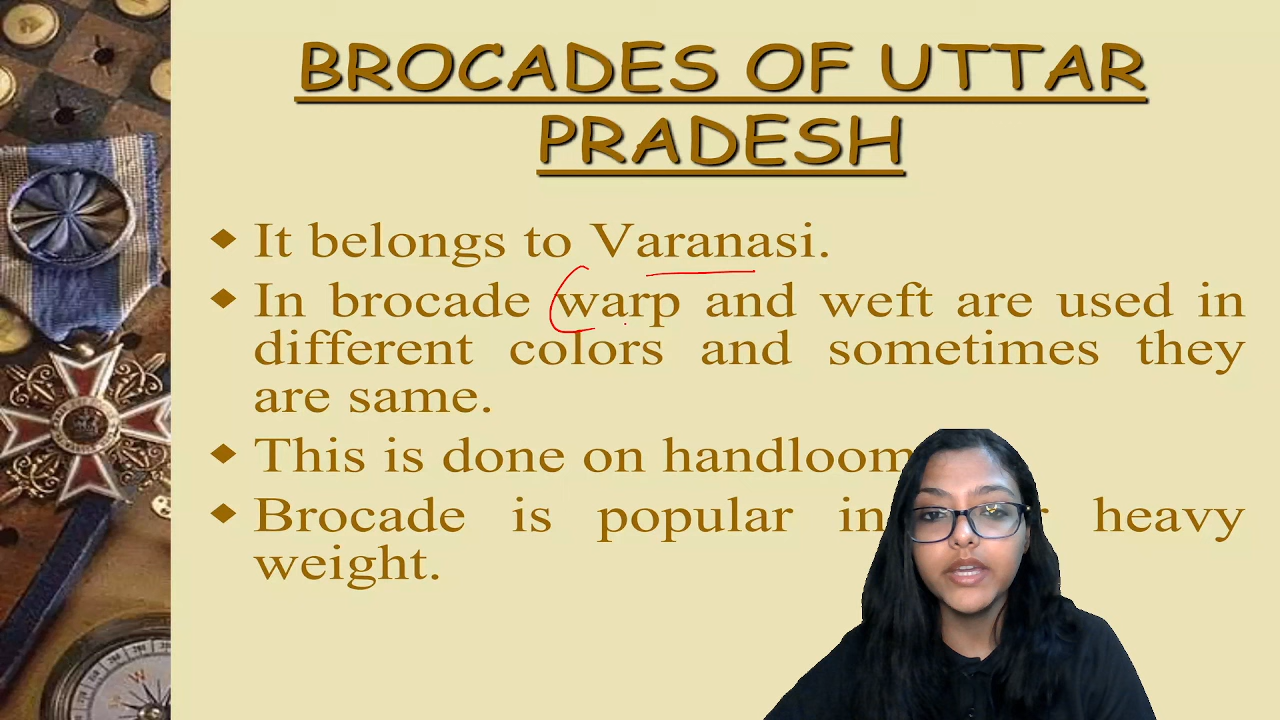 BROCADES OF UTTAR
PRADESH
It belongs to Varanasi.
In brocade warp and weft are used in
different colors and sometimes they
are same.
This is done on handloom
Brocade is popular in heavy
weight.